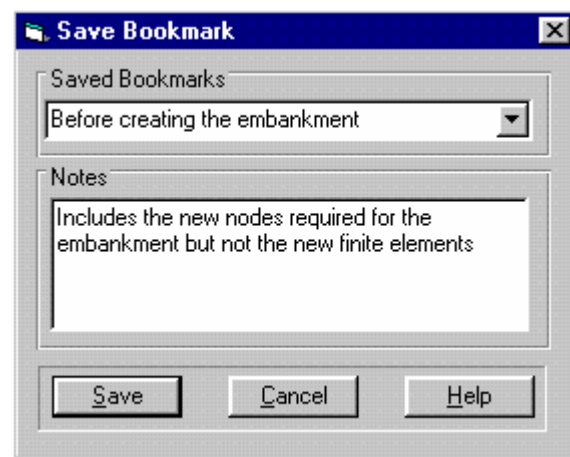 Save Bookmark
Saved Bookmarks
Before creating the embankment
Notes
Includes the new nodes required for the
embankment but not the new finite elements
Save Cancel Help